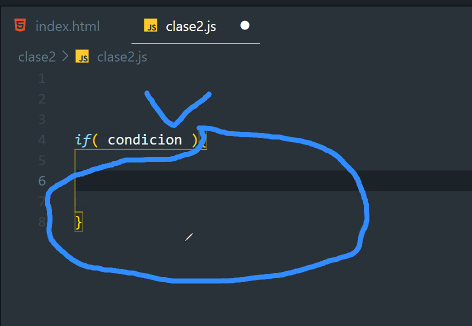 index.html JS clase2.js
clase2 > JS clase2.js
1
2
3
4 if( condicion ){
5
6
7
8 }